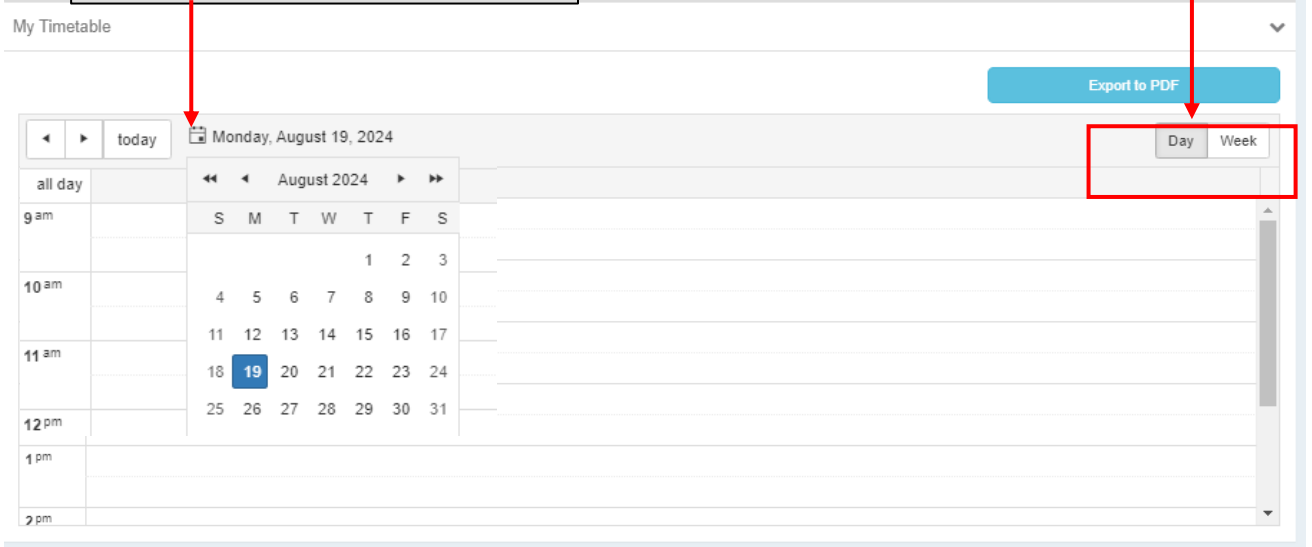 My Timetable
Export to PDF
today Monday, August 19, 2024 Day Week
all day
August 2024
S M T W T F S
1 2 3
4 5 6 7 8 9 10
11 12 13 14 15 16 17
18 19 20 21 22 23 24
25 26 27 28 29 30 31
9 am
10 am
11 am
12 pm
1 pm
2 pm